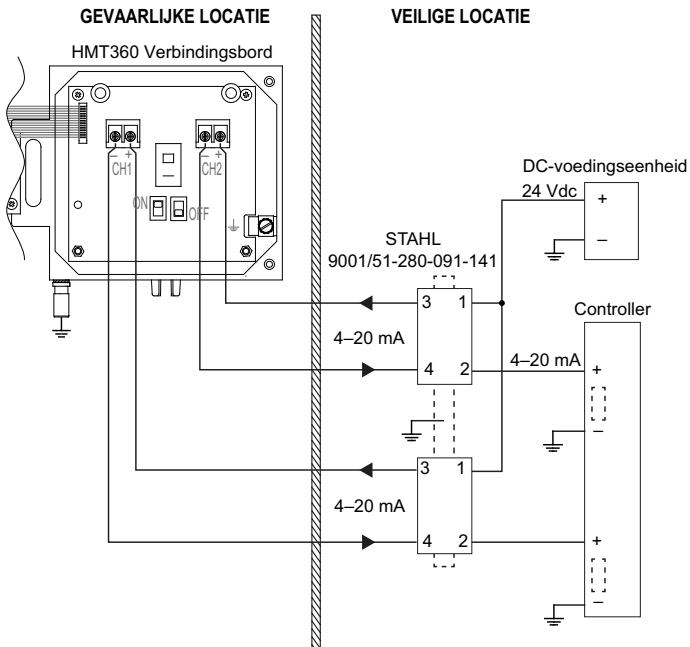 GEVAARLIJKE LOCATIE
VEILIGE LOCATIE
HMT360 Verbindingsbord
– +
CH1
– +
CH2
ON
OFF
DC-voedingseenheid
24 Vdc
+
–
STAHL
9001/51-280-091-141
3 1
4–20 mA
4 2
Controller
4–20 mA
+
–
3 1
4–20 mA
4 2
+
–